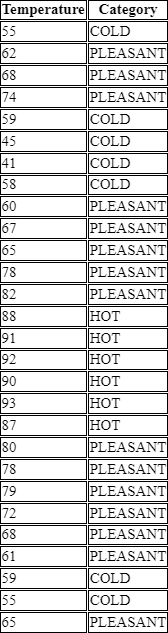 Temperature Category
55 COLD
62 PLEASANT
68 PLEASANT
74 PLEASANT
59 COLD
45 COLD
41 COLD
58 COLD
60 PLEASANT
67 PLEASANT
65 PLEASANT
78 PLEASANT
82 PLEASANT
88 HOT
91 HOT
92 HOT
90 HOT
93 HOT
87 HOT
80 PLEASANT
78 PLEASANT
79 PLEASANT
72 PLEASANT
68 PLEASANT
61 PLEASANT
59 COLD
55 COLD
65 PLEASANT